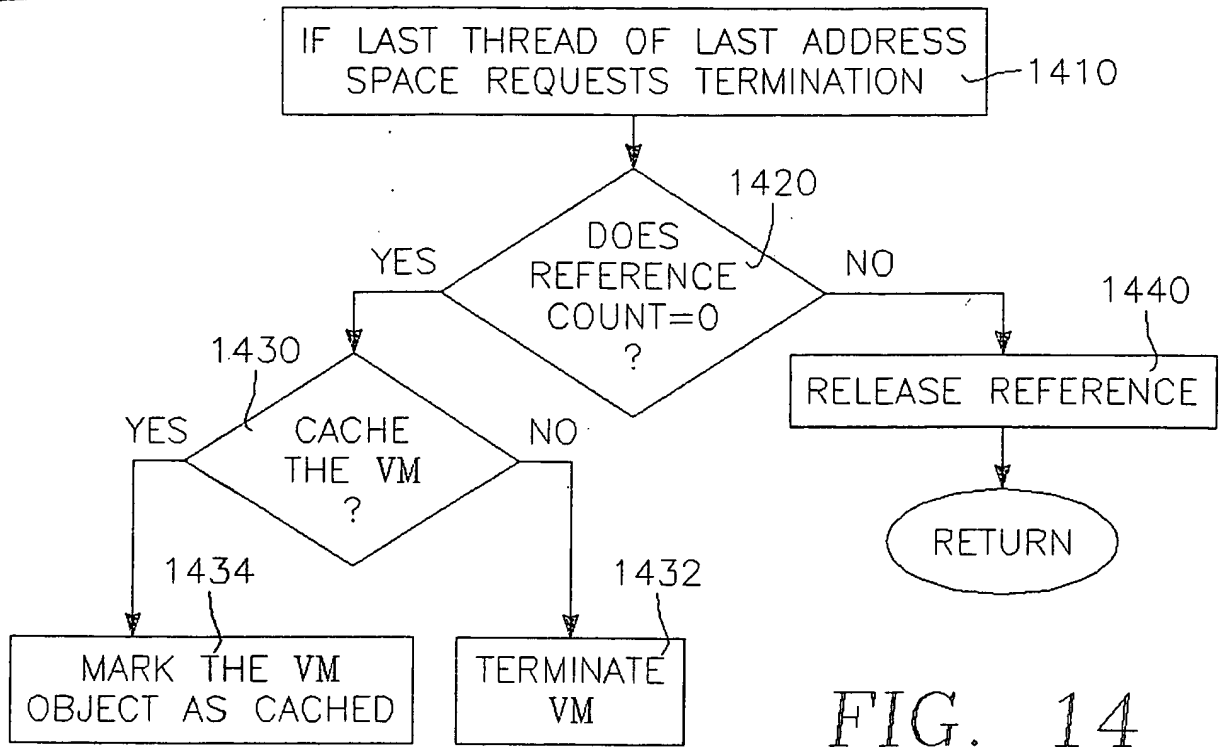 IF LAST THREAD OF LAST ADDRESS
SPACE REQUESTS TERMINATION
1410
1420
DOES
REFERENCE
COUNT=0
?
YES
NO
1430
1440
CACHE
THE VM
?
YES
NO
RELEASE REFERENCE
RETURN
1434
1432
MARK THE VM
OBJECT AS CACHED
TERMINATE
VM
FIG. 14